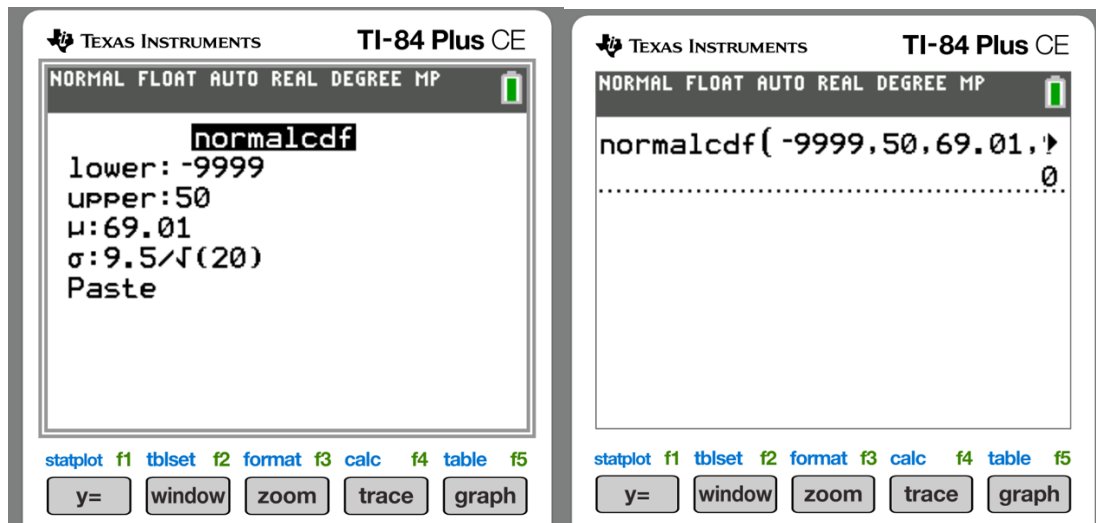 TEXAS INSTRUMENTS TI-84 Plus CE
NORMAL FLOAT AUTO REAL DEGREE MP
normalcdf
lower: -9999
upper:50
μ:69.01
σ:9.5/√(20)
Paste
statplot f1 tblset f2 format f3 calc f4 table f5
y= window zoom trace graph
TEXAS INSTRUMENTS TI-84 Plus CE
NORMAL FLOAT AUTO REAL DEGREE MP
normalcdf(-9999,50,69.01,
0
statplot f1 tblset f2 format f3 calc f4 table f5
y= window zoom trace graph